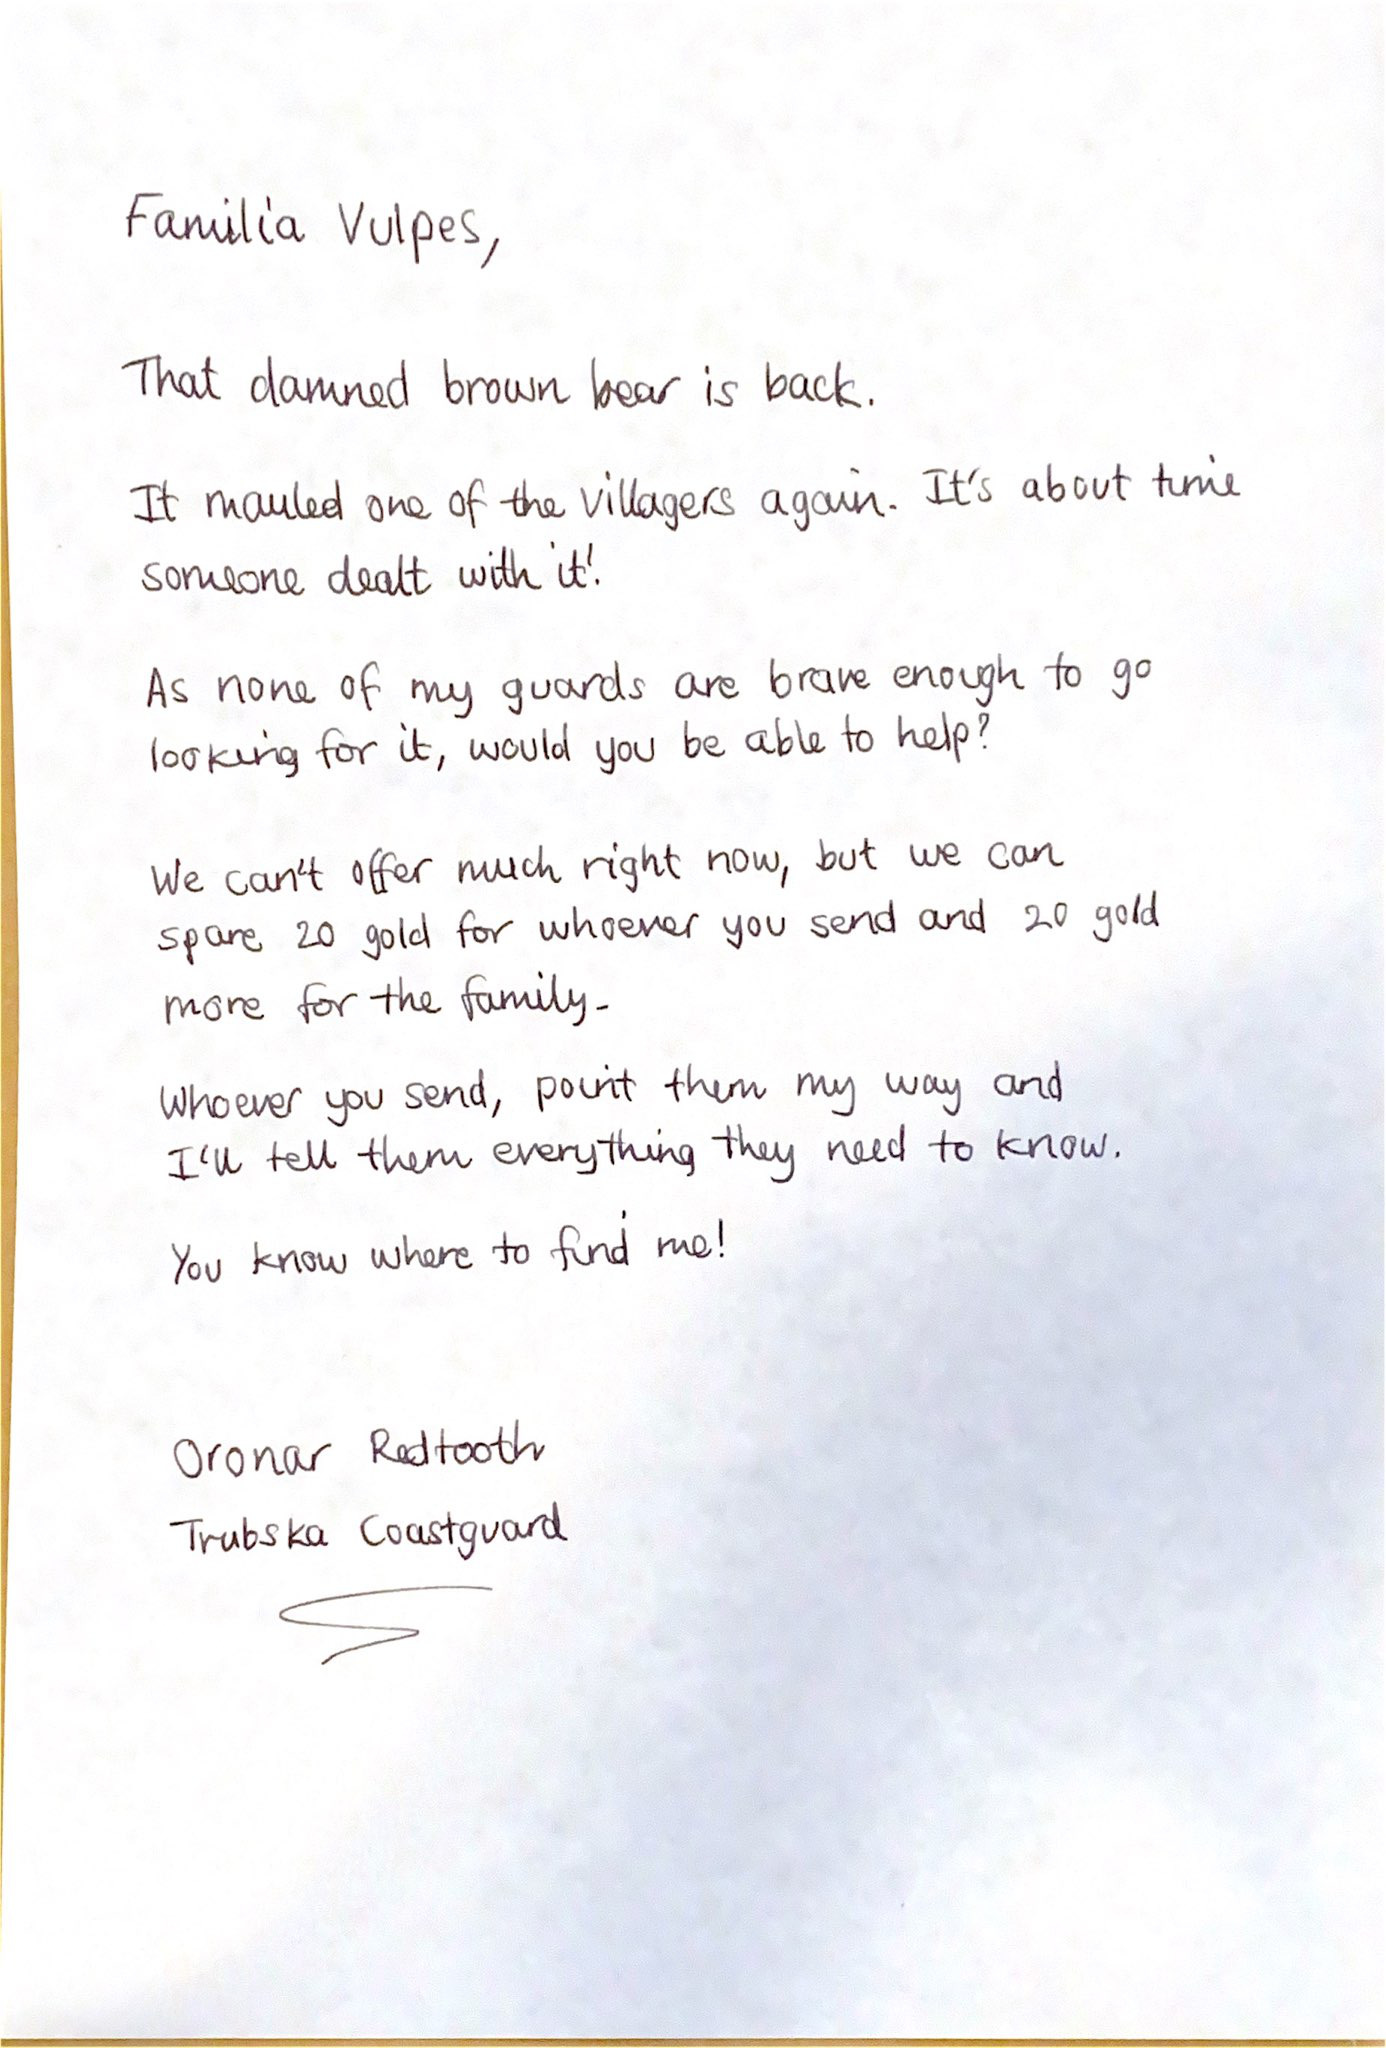 Familia Vulpes,
That damned brown bear is back.
It mauled one of the villagers again. It's about time
someone dealt with it!
As none of my guards are brave enough to go
looking for it, would you be able to help?
We can't offer much right now, but we can
spare 20 gold for whoever you send and 20 gold
more for the family.
Whoever you send, point them my way and
I'll tell them everything they need to know.
You know where to find me!
Oronar Redtooth
Trubska Coastguard